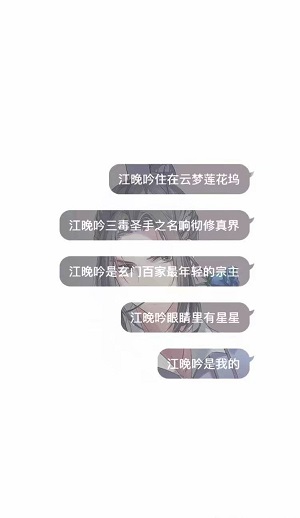 江晚吟住在云梦莲花坞
江晚吟三毒圣手之名响彻修真界
江晚吟是玄门百家最年轻的宗主
江晚吟眼睛里有星星
江晚吟是我的